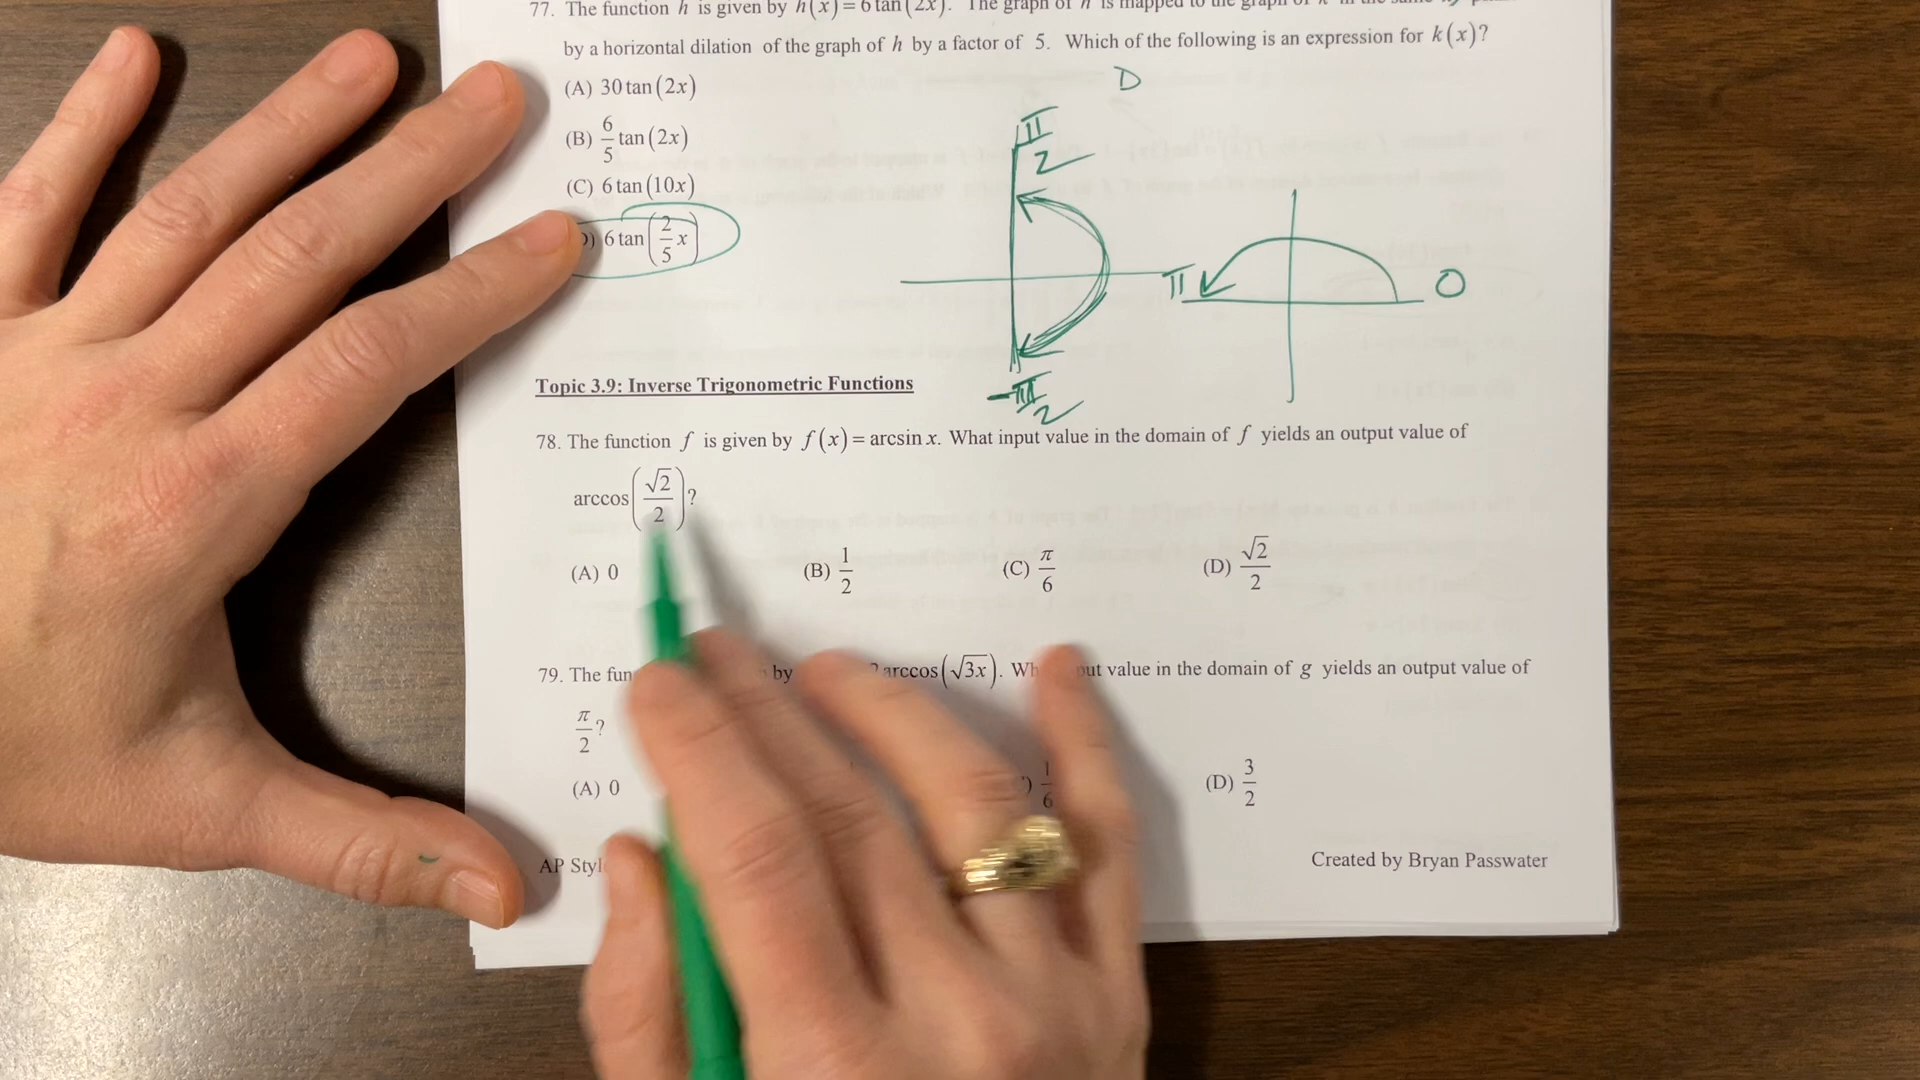 77. The function h is given by h(x) = 6 tan(2x). The graph of h is mapped to the graph of k in the same xy-
by a horizontal dilation of the graph of h by a factor of 5. Which of the following is an expression for k(x)?
D
(A) 30 tan(2x)
(B) 6/5 tan(2x)
(C) 6 tan(10x)
D) 6 tan(2/5 x)
π/2
π
0
-π/2
Topic 3.9: Inverse Trigonometric Functions
78. The function f is given by f(x) = arcsin x. What input value in the domain of f yields an output value of
arccos(√2/2)?
(A) 0 (B) 1/2 (C) π/6 (D) √2/2
79. The fun by arccos(√3x). Wh put value in the domain of g yields an output value of
π/2?
(A) 0 ) 1/6 (D) 3/2
AP Styl Created by Bryan Passwater